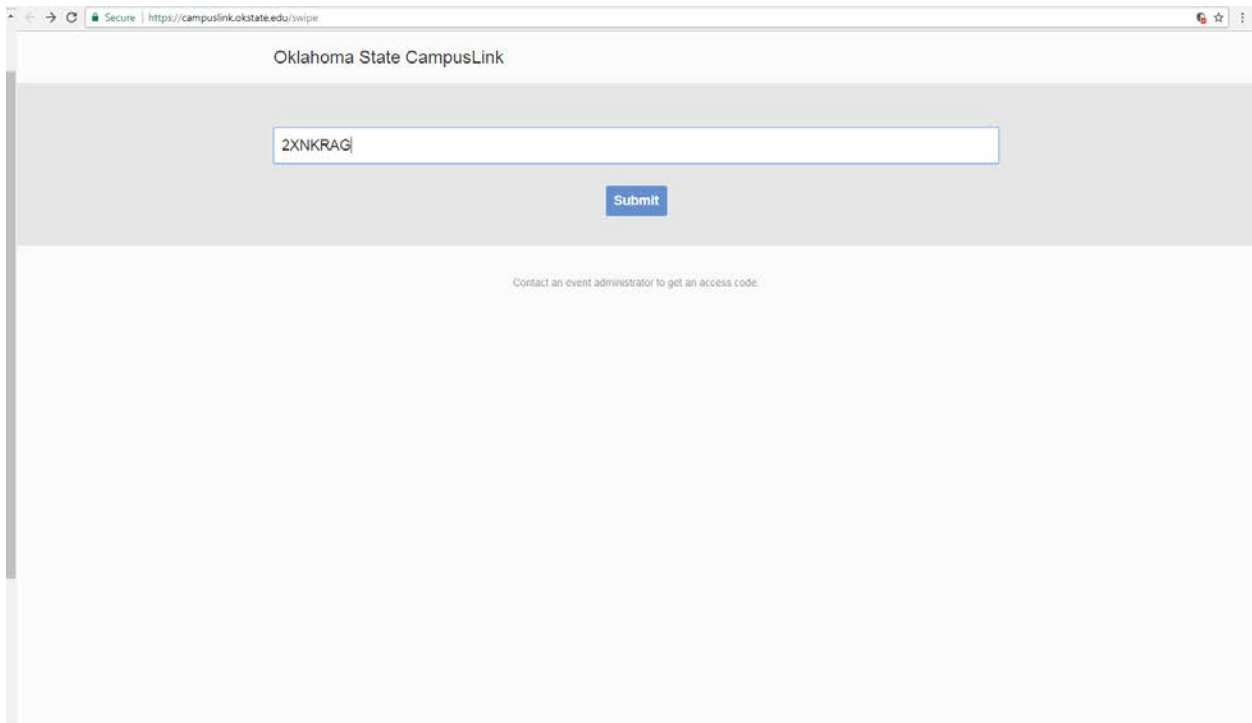 Secure | https://campuslink.okstate.edu/swipe
Oklahoma State CampusLink
2XNKRAG
Submit
Contact an event administrator to get an access code.